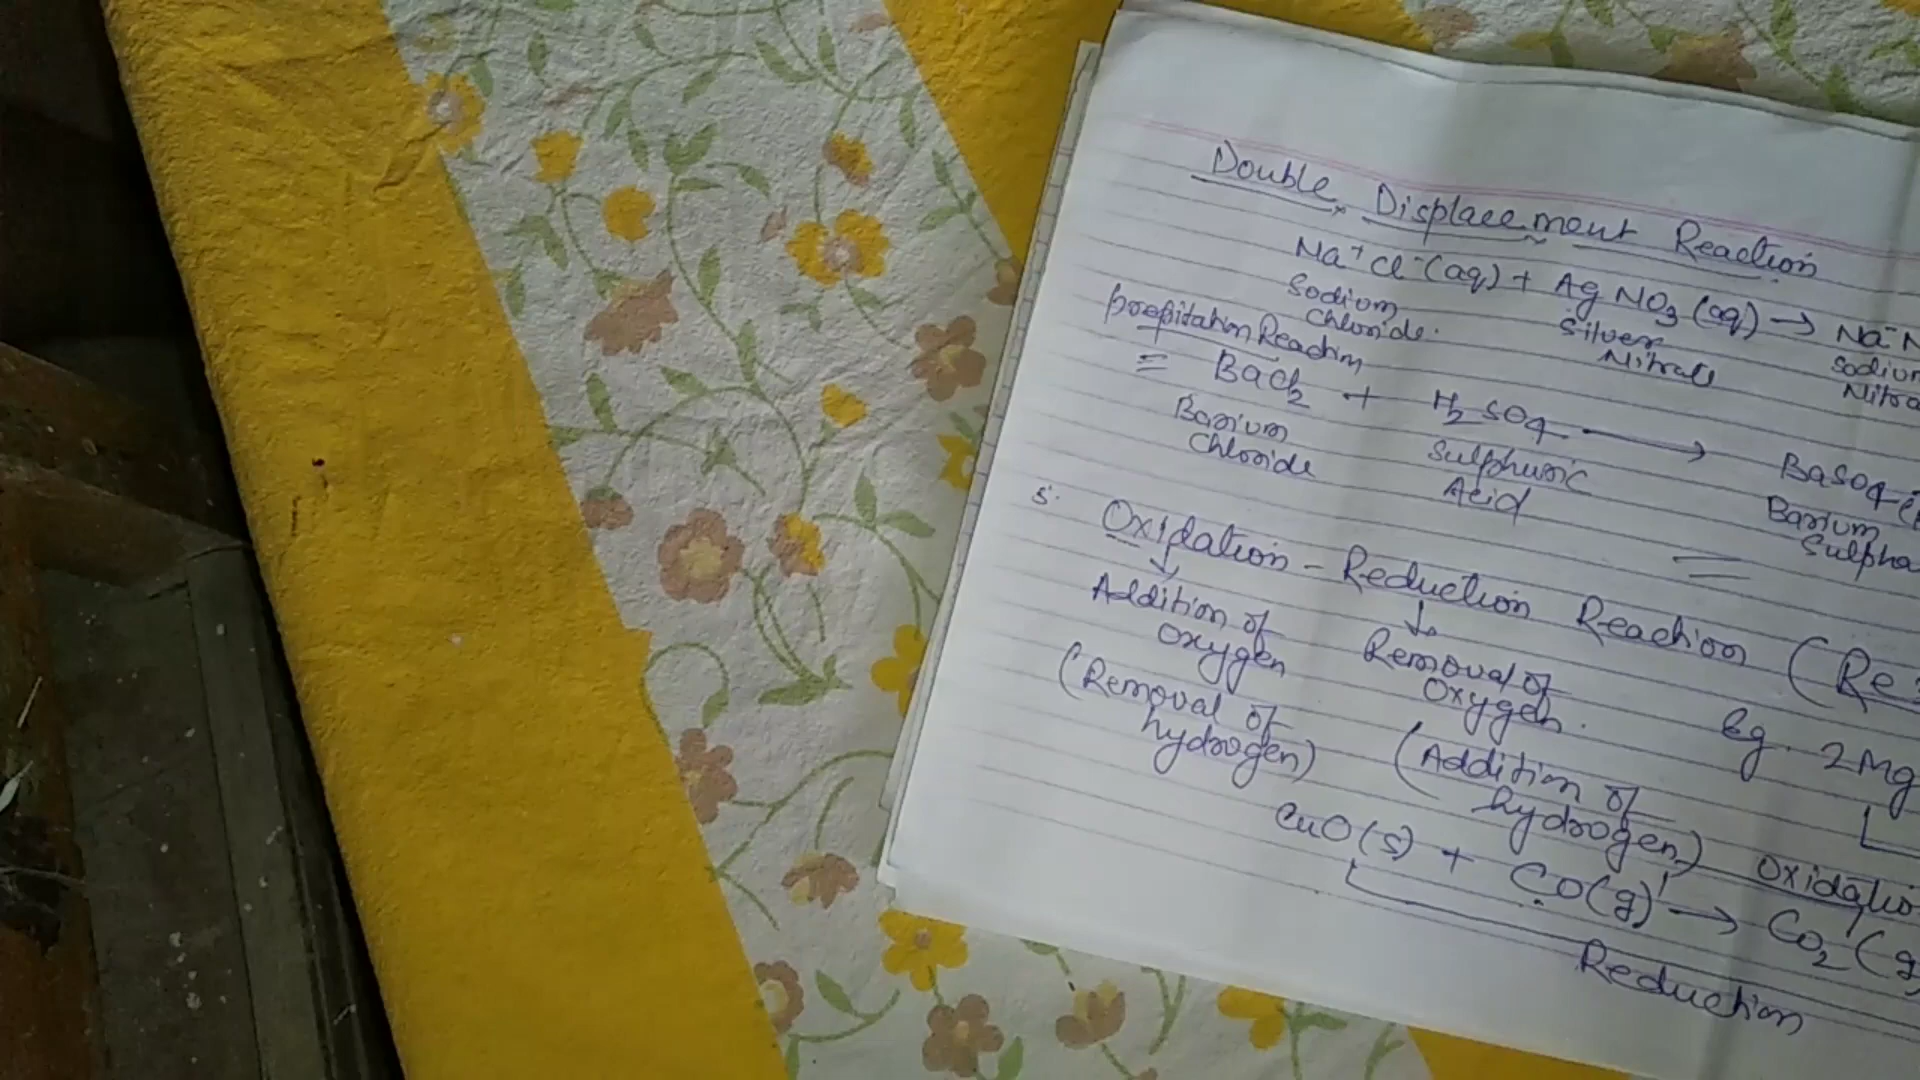 Double Displacement Reaction
Na⁺Cl⁻(aq) + AgNO₃(aq) → Na⁻N
Sodium Chloride. Silver Nitrate Sodium Nitra
Precpitation Reaction
= BaCl₂ + H₂SO₄ → BaSO₄
Barium Chloride Sulphuric Acid Barium Sulpha
5. Oxidation - Reduction Reaction (Re
↓ ↓
Addition of oxygen Removal of oxygen. Eg. 2Mg
(Removal of hydrogen) (Addition of hydrogen) Oxidatio
CuO(s) + CO(g) → CO₂(g
Reduction